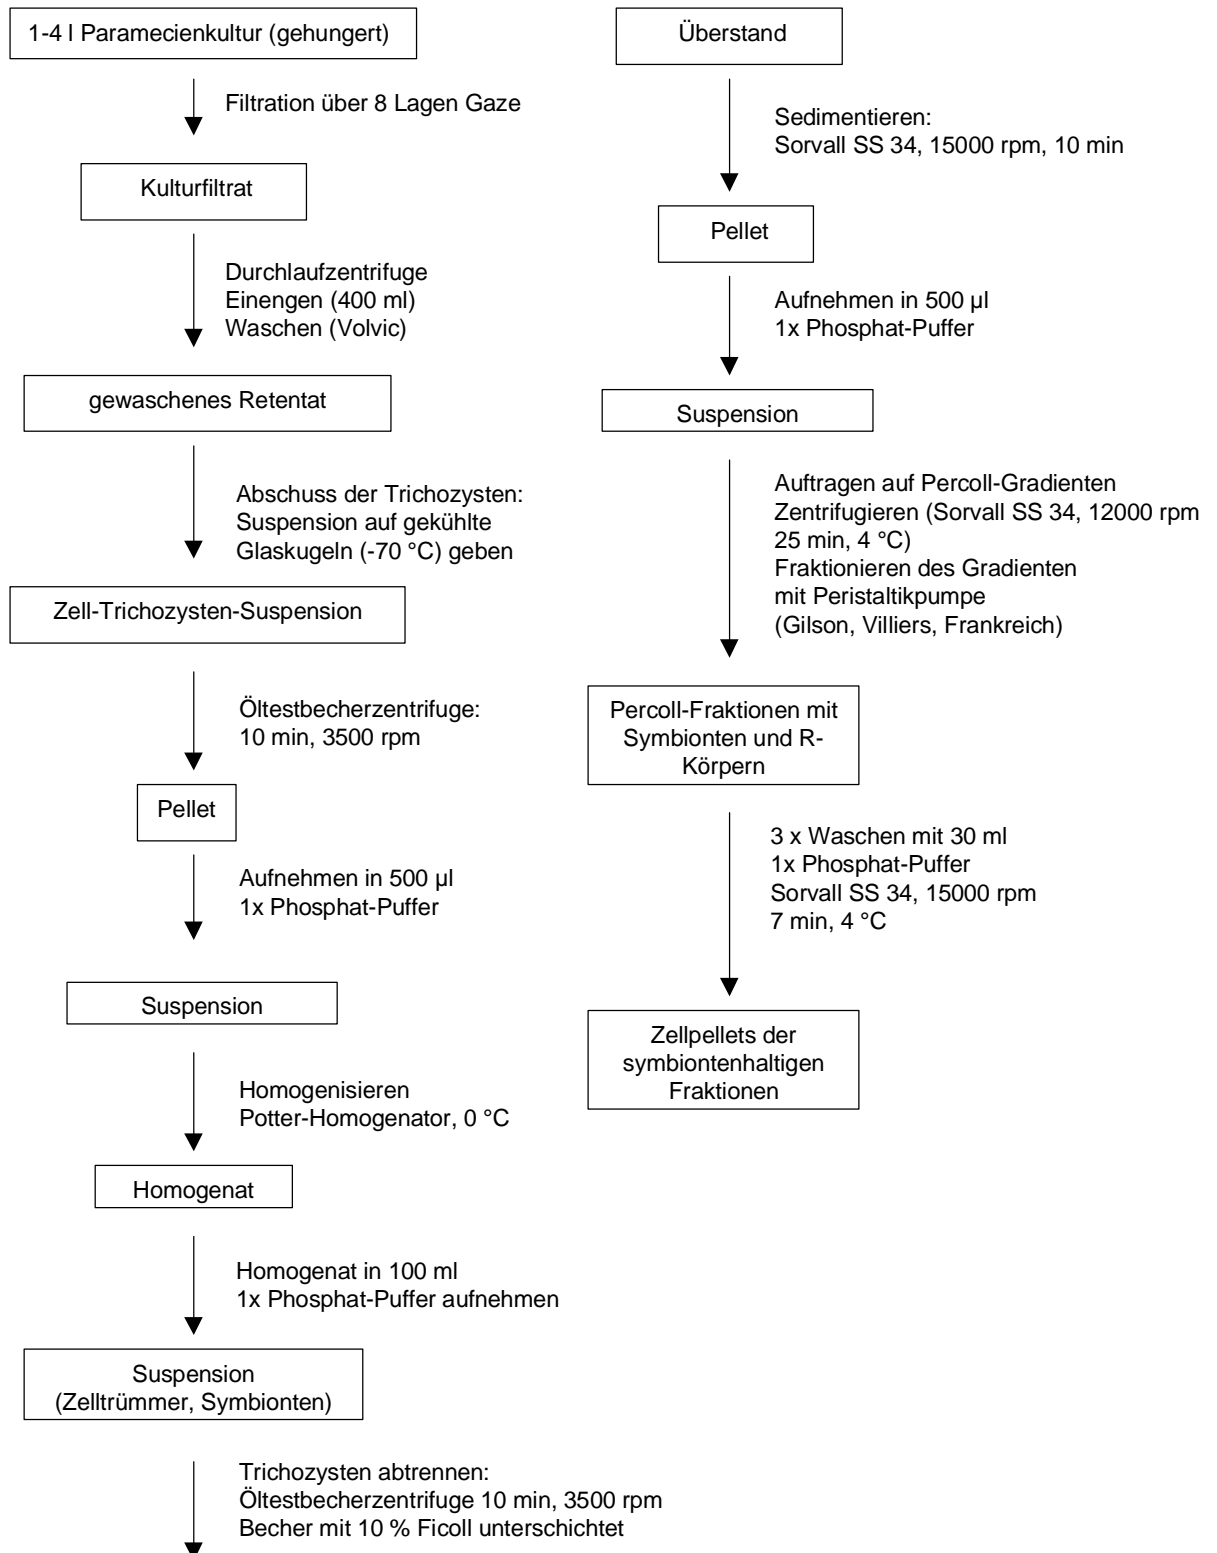 1-4 l Paramecienkultur (gehungert)
Filtration über 8 Lagen Gaze
Kulturfiltrat
Durchlaufzentrifuge
Einengen (400 ml)
Waschen (Volvic)
gewaschenes Retentat
Abschuss der Trichozysten:
Suspension auf gekühlte
Glaskugeln (-70 °C) geben
Zell-Trichozysten-Suspension
Öltestbecherzentrifuge:
10 min, 3500 rpm
Pellet
Aufnehmen in 500 µl
1x Phosphat-Puffer
Suspension
Homogenisieren
Potter-Homogenator, 0 °C
Homogenat
Homogenat in 100 ml
1x Phosphat-Puffer aufnehmen
Suspension
(Zelltrümmer, Symbionten)
Trichozysten abtrennen:
Öltestbecherzentrifuge 10 min, 3500 rpm
Becher mit 10 % Ficoll unterschichtet
Überstand
Sedimentieren:
Sorvall SS 34, 15000 rpm, 10 min
Pellet
Aufnehmen in 500 µl
1x Phosphat-Puffer
Suspension
Auftragen auf Percoll-Gradienten
Zentrifugieren (Sorvall SS 34, 12000 rpm
25 min, 4 °C)
Fraktionieren des Gradienten
mit Peristaltikpumpe
(Gilson, Villiers, Frankreich)
Percoll-Fraktionen mit
Symbionten und R-
Körpern
3 x Waschen mit 30 ml
1x Phosphat-Puffer
Sorvall SS 34, 15000 rpm
7 min, 4 °C
Zellpellets der
symbiontenhaltigen
Fraktionen